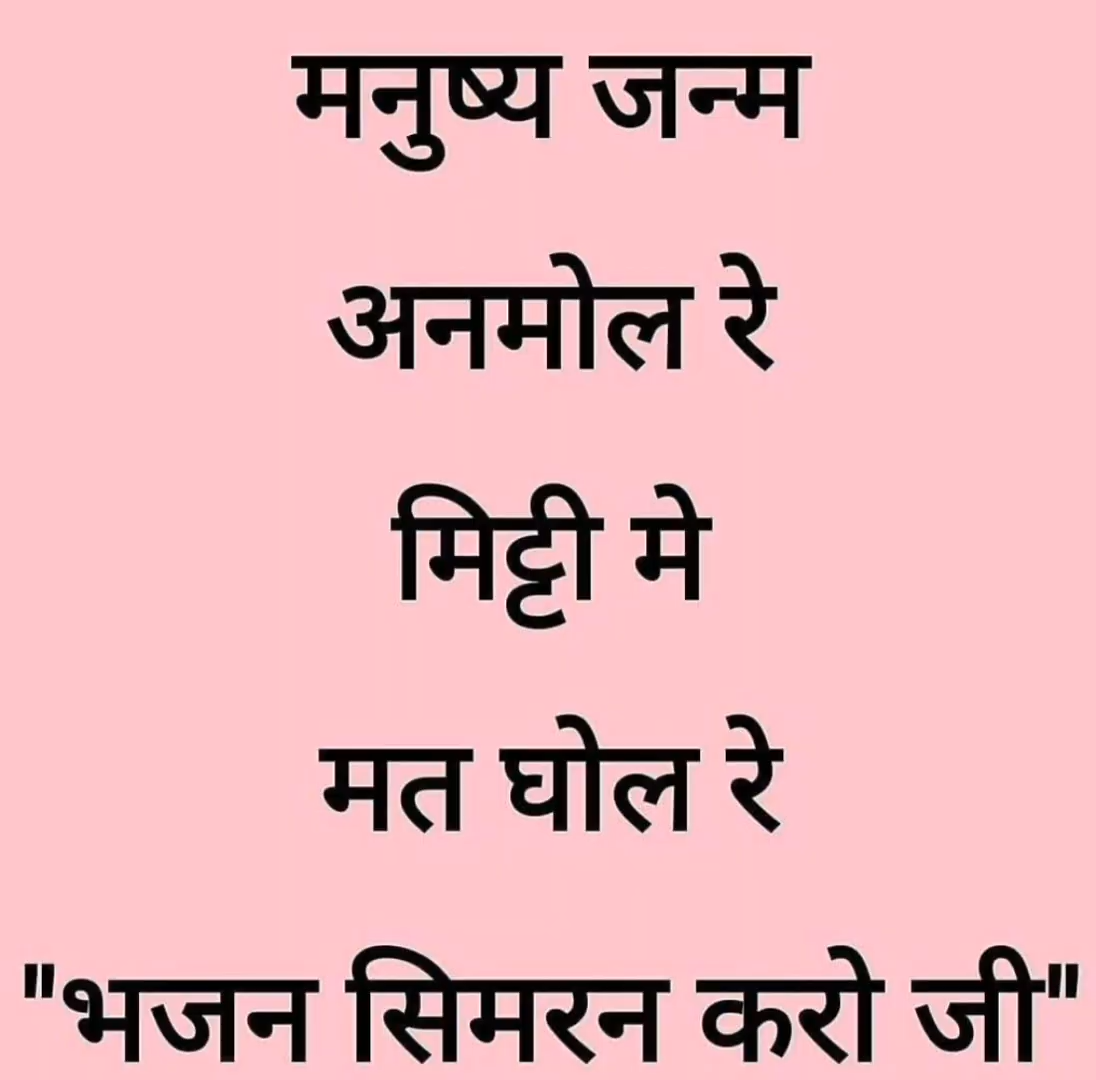 मनुष्य जन्म
अनमोल रे
मिट्टी मे
मत घोल रे
"भजन सिमरन करो जी"